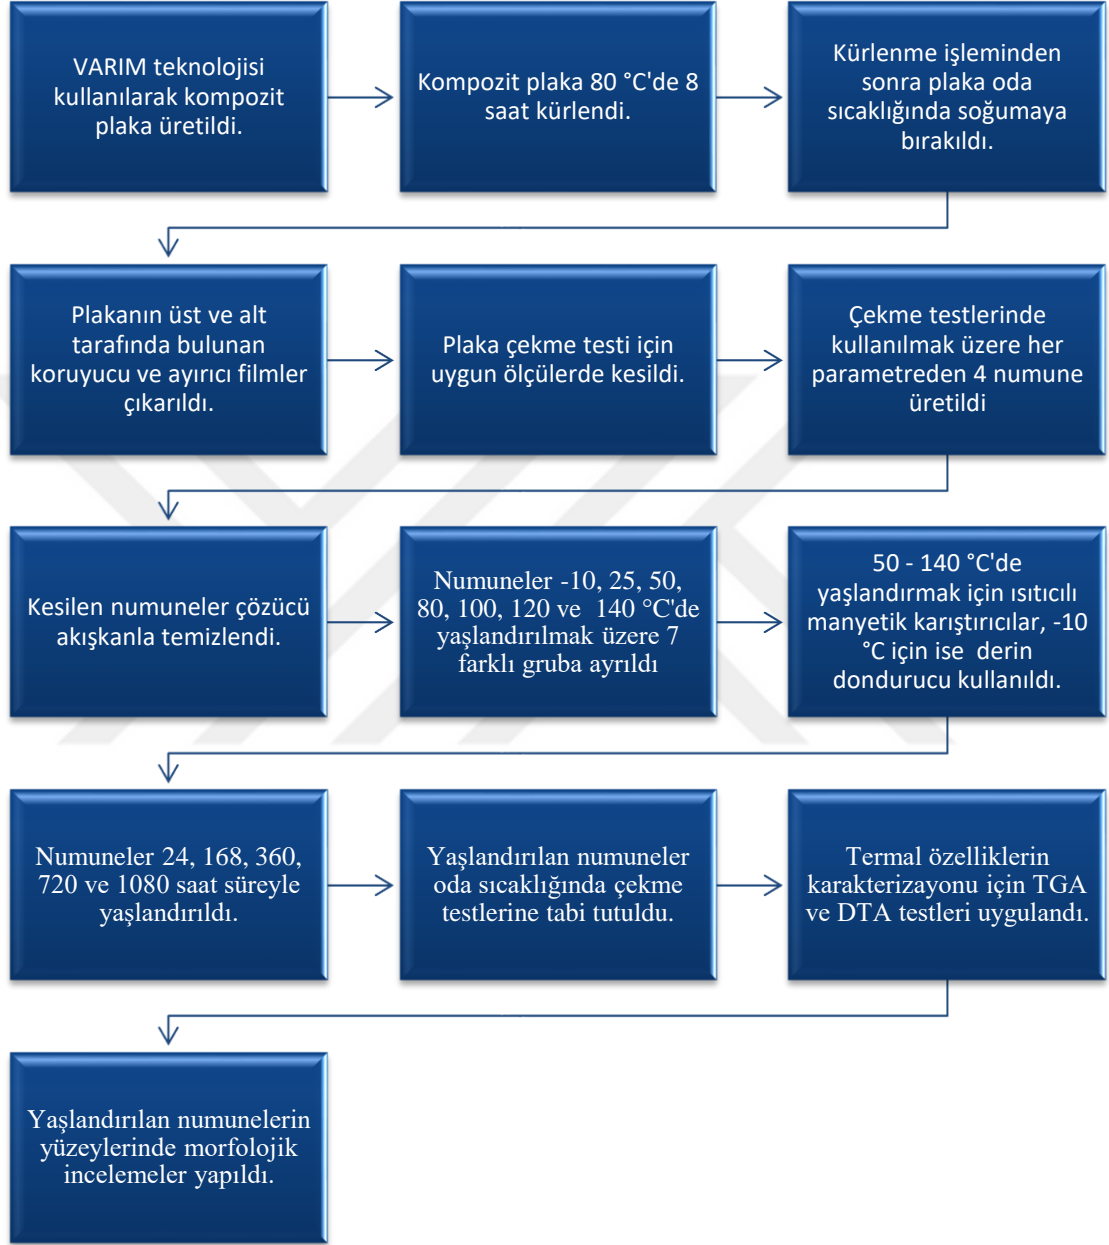 VARIM teknolojisi
kullanılarak kompozit
plaka üretildi.
Kompozit plaka 80 °C'de 8
saat kürlendi.
Kürlenme işleminden
sonra plaka oda
sıcaklığında soğumaya
bırakıldı.
Plakanın üst ve alt
tarafında bulunan
koruyucu ve ayırıcı filmler
çıkarıldı.
Plaka çekme testi için
uygun ölçülerde kesildi.
Çekme testlerinde
kullanılmak üzere her
parametreden 4 numune
üretildi
Kesilen numuneler çözücü
akışkanla temizlendi.
Numuneler -10, 25, 50,
80, 100, 120 ve 140 °C'de
yaşlandırılmak üzere 7
farklı gruba ayrıldı
50 - 140 °C'de
yaşlandırmak için ısıtıcılı
manyetik karıştırıcılar, -10
°C için ise derin
dondurucu kullanıldı.
Numuneler 24, 168, 360,
720 ve 1080 saat süreyle
yaşlandırıldı.
Yaşlandırılan numuneler
oda sıcaklığında çekme
testlerine tabi tutuldu.
Termal özelliklerin
karakterizayonu için TGA
ve DTA testleri uygulandı.
Yaşlandırılan numunelerin
yüzeylerinde morfolojik
incelemeler yapıldı.